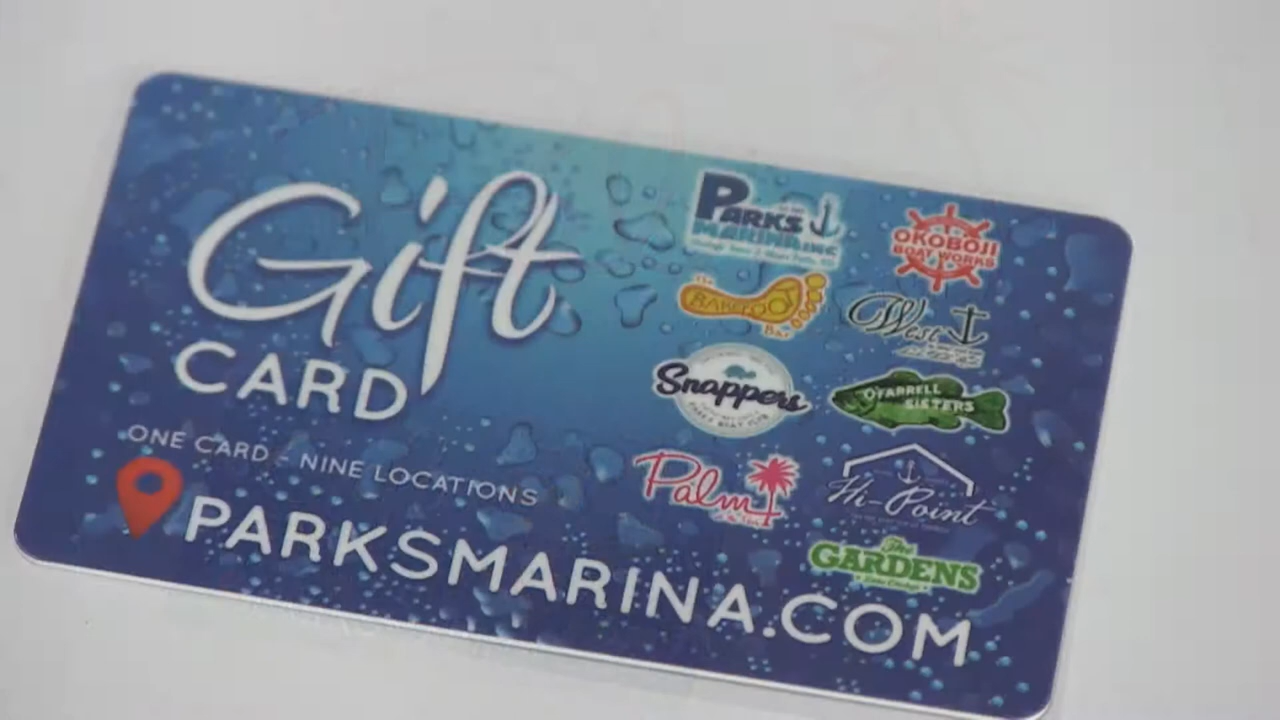 Gift
CARD
ONE CARD - NINE LOCATIONS
PARKSMARINA.COM
PARKS
MARINA INC
OKOBOJI
BOAT WORKS
The
BAREFOOT
Bar
West
Snappers
O'FARRELL
SISTERS
Palm
Hi-Point
The
GARDENS